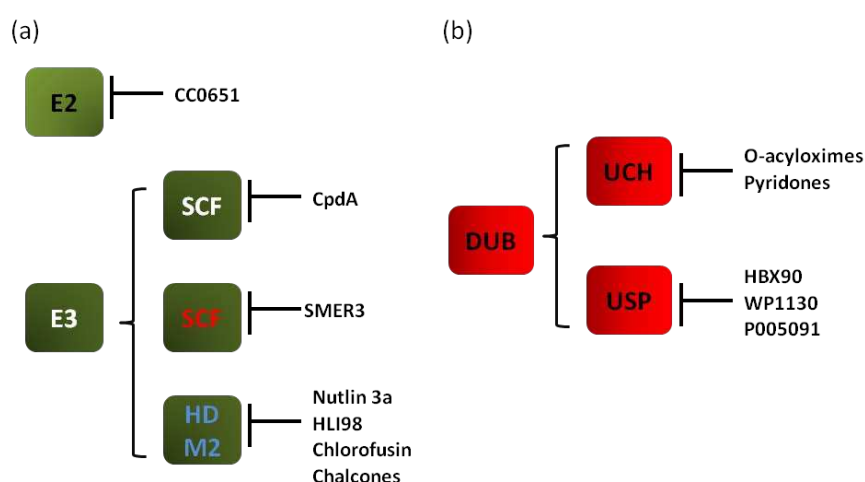 (a)
E2
CC0651
E3
SCF
CpdA
SCF
SMER3
HD
M2
Nutlin 3a
HLI98
Chlorofusin
Chalcones
(b)
DUB
UCH
O-acyloximes
Pyridones
USP
HBX90
WP1130
P005091